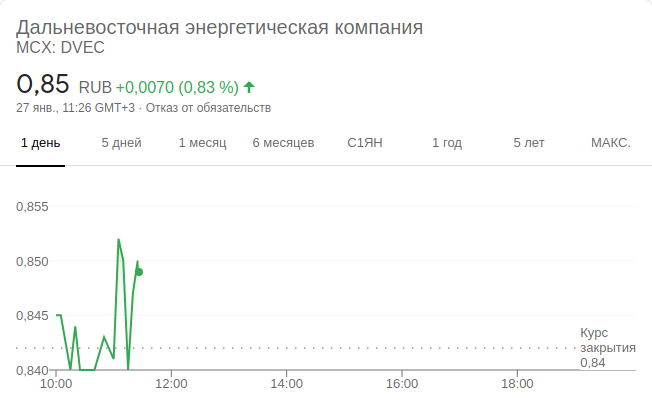 Дальневосточная энергетическая компания
MCX: DVEC
0,85 RUB +0,0070 (0,83 %)
27 янв., 11:26 GMT+3 · Отказ от обязательств
1 день 5 дней 1 месяц 6 месяцев С1ЯН 1 год 5 лет МАКС.
0,855
0,850
0,845
Курс
закрытия
0,84
0,840
10:00 12:00 14:00 16:00 18:00